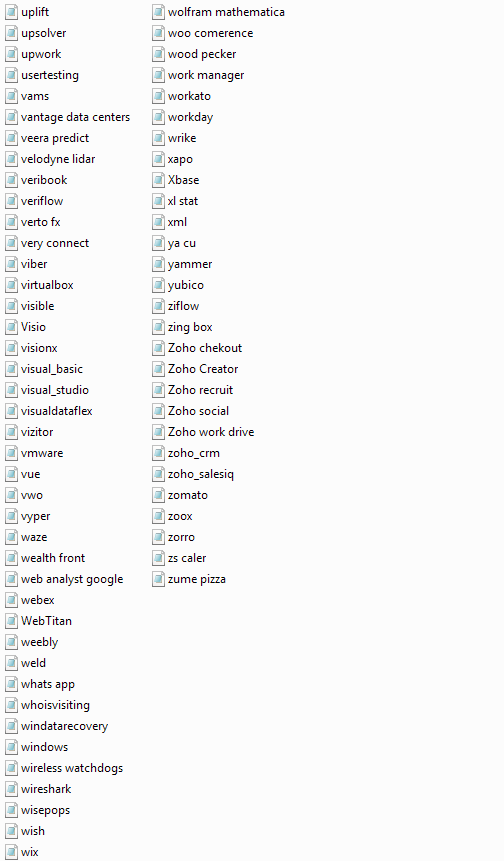 uplift
upsolver
upwork
usertesting
vams
vantage data centers
veera predict
velodyne lidar
veribook
veriflow
verto fx
very connect
viber
virtualbox
visible
Visio
visionx
visual_basic
visual_studio
visualdataflex
vizitor
vmware
vue
vwo
vyper
waze
wealth front
web analyst google
webex
WebTitan
weebly
weld
whats app
whoisvisiting
windatarecovery
windows
wireless watchdogs
wireshark
wisepops
wish
wix
wolfram mathematica
woo comerence
wood pecker
work manager
workato
workday
wrike
xapo
Xbase
xl stat
xml
ya cu
yammer
yubico
ziflow
zing box
Zoho chekout
Zoho Creator
Zoho recruit
Zoho social
Zoho work drive
zoho_crm
zoho_salesiq
zomato
zoox
zorro
zs caler
zume pizza